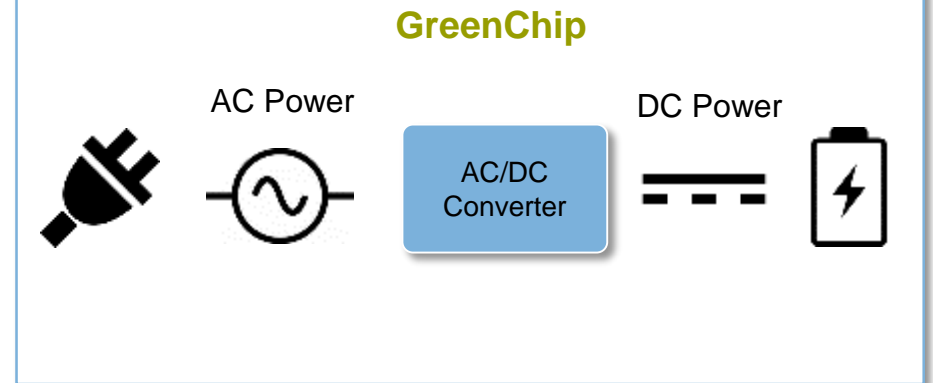 GreenChip
AC Power
DC Power
AC/DC
Converter